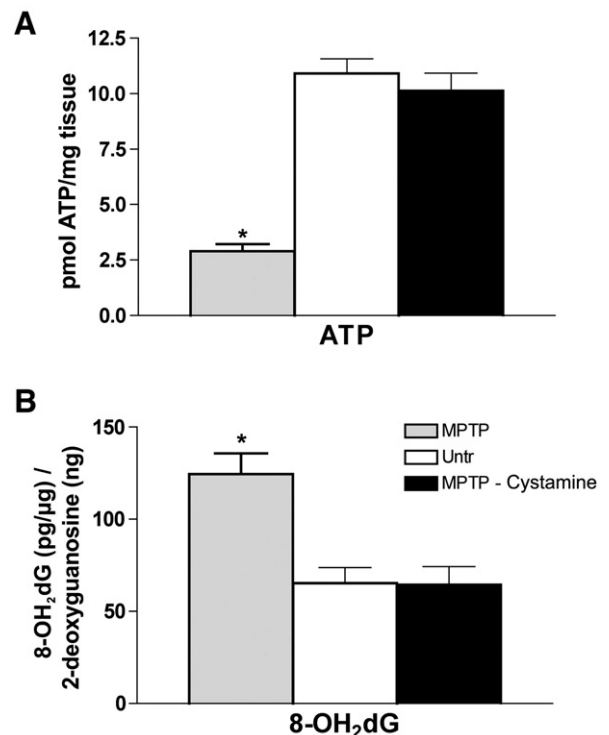 A
pmol ATP/mg tissue
12.5
10.0
7.5
5.0
2.5
0.0
*
ATP
B
8-OH₂dG (pg/µg) /
2-deoxyguanosine (ng)
150
100
50
0
*
MPTP
Untr
MPTP - Cystamine
8-OH₂dG